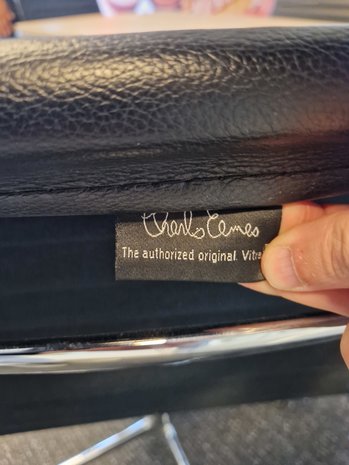 Charles Eames
The authorized original. Vitra